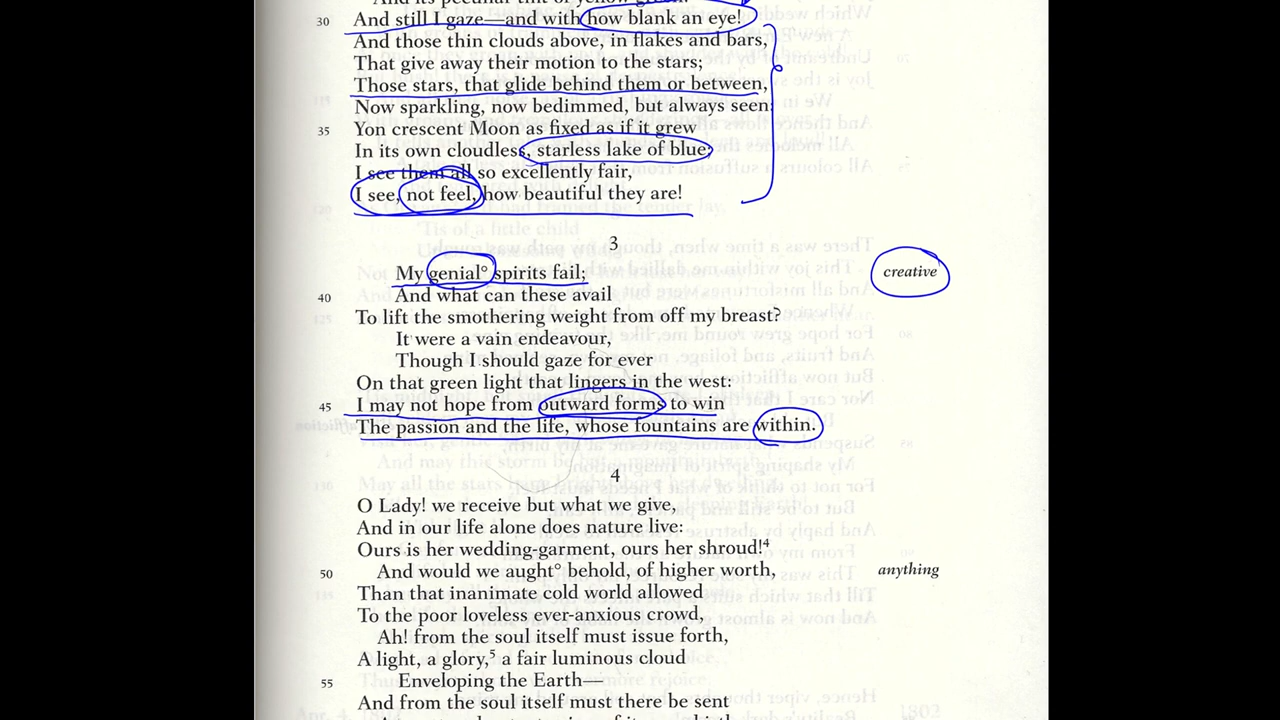 And its peculiar tint of yellow green:
30 And still I gaze—and with how blank an eye!
And those thin clouds above, in flakes and bars,
That give away their motion to the stars;
Those stars, that glide behind them or between,
Now sparkling, now bedimmed, but always seen:
35 Yon crescent Moon as fixed as if it grew
In its own cloudless, starless lake of blue;
I see them all so excellently fair,
I see, not feel, how beautiful they are!
3
My genial° spirits fail; creative
40 And what can these avail
To lift the smothering weight from off my breast?
It were a vain endeavour,
Though I should gaze for ever
On that green light that lingers in the west:
45 I may not hope from outward forms to win
The passion and the life, whose fountains are within.
4
O Lady! we receive but what we give,
And in our life alone does nature live:
Ours is her wedding-garment, ours her shroud!⁴
50 And would we aught° behold, of higher worth, anything
Than that inanimate cold world allowed
To the poor loveless ever-anxious crowd,
Ah! from the soul itself must issue forth,
A light, a glory,⁵ a fair luminous cloud
55 Enveloping the Earth—
And from the soul itself must there be sent